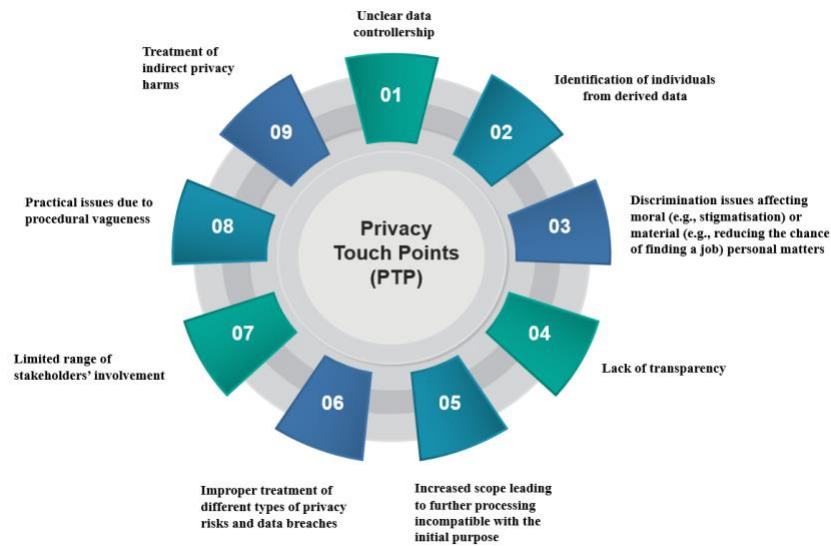 Unclear data
controllership
01
Identification of individuals
from derived data
02
Discrimination issues affecting
moral (e.g., stigmatisation) or
material (e.g., reducing the chance
of finding a job) personal matters
03
Lack of transparency
04
Increased scope leading
to further processing
incompatible with the
initial purpose
05
Improper treatment of
different types of privacy
risks and data breaches
06
Limited range of
stakeholders’ involvement
07
Practical issues due to
procedural vagueness
08
Treatment of
indirect privacy
harms
09
Privacy
Touch Points
(PTP)